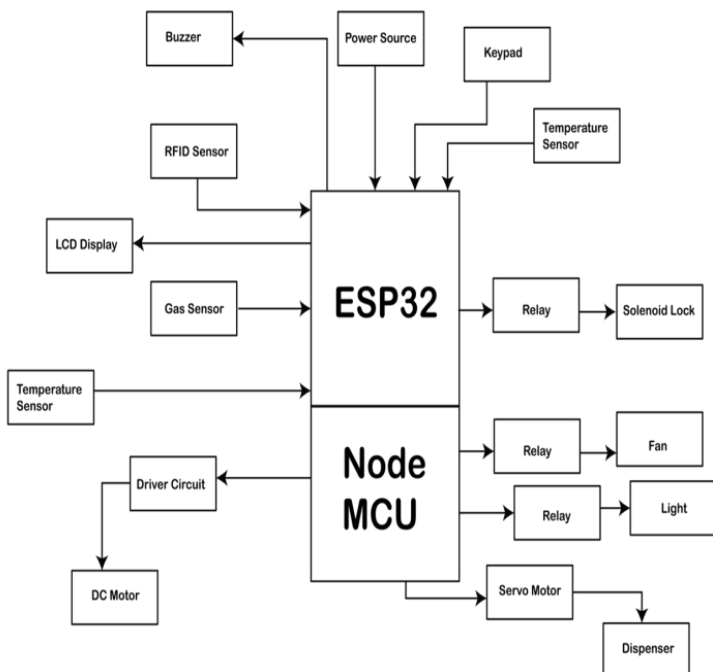 Buzzer
Power Source
Keypad
Temperature
Sensor
RFID Sensor
LCD Display
Gas Sensor
ESP32
Relay
Solenoid Lock
Temperature
Sensor
Node
MCU
Relay
Fan
Driver Circuit
Relay
Light
DC Motor
Servo Motor
Dispenser